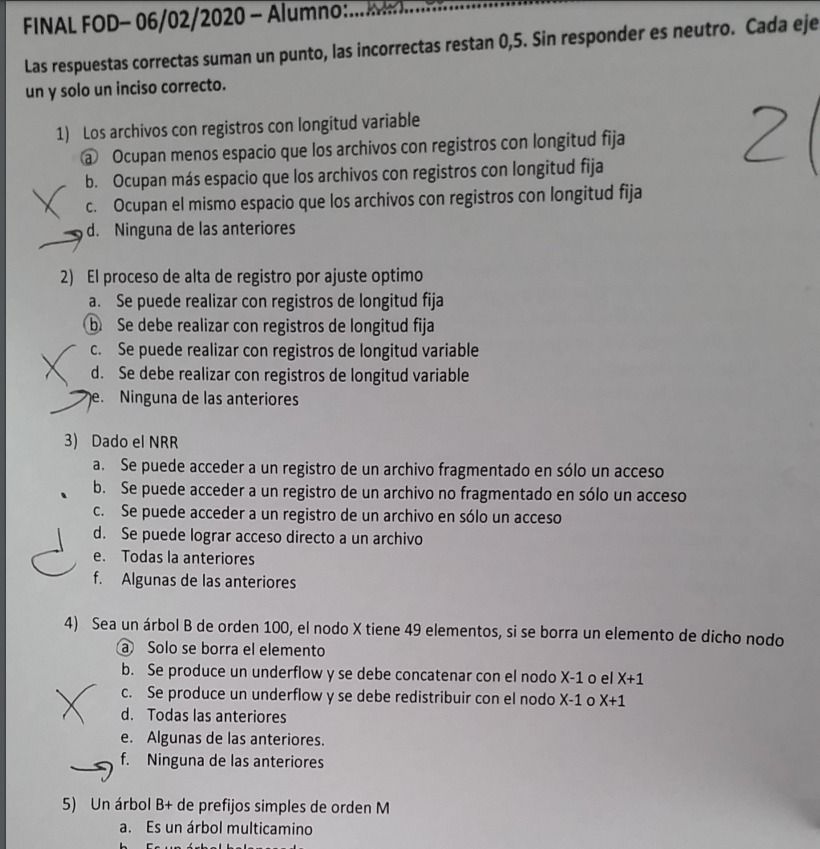 FINAL FOD– 06/02/2020 – Alumno:...
Las respuestas correctas suman un punto, las incorrectas restan 0,5. Sin responder es neutro. Cada eje
un y solo un inciso correcto.
2
1) Los archivos con registros con longitud variable
a Ocupan menos espacio que los archivos con registros con longitud fija
b. Ocupan más espacio que los archivos con registros con longitud fija
c. Ocupan el mismo espacio que los archivos con registros con longitud fija
d. Ninguna de las anteriores
2) El proceso de alta de registro por ajuste optimo
a. Se puede realizar con registros de longitud fija
b. Se debe realizar con registros de longitud fija
c. Se puede realizar con registros de longitud variable
d. Se debe realizar con registros de longitud variable
e. Ninguna de las anteriores
3) Dado el NRR
a. Se puede acceder a un registro de un archivo fragmentado en sólo un acceso
b. Se puede acceder a un registro de un archivo no fragmentado en sólo un acceso
c. Se puede acceder a un registro de un archivo en sólo un acceso
d. Se puede lograr acceso directo a un archivo
e. Todas la anteriores
f. Algunas de las anteriores
4) Sea un árbol B de orden 100, el nodo X tiene 49 elementos, si se borra un elemento de dicho nodo
a Solo se borra el elemento
b. Se produce un underflow y se debe concatenar con el nodo X-1 o el X+1
c. Se produce un underflow y se debe redistribuir con el nodo X-1 o X+1
d. Todas las anteriores
e. Algunas de las anteriores.
f. Ninguna de las anteriores
5) Un árbol B+ de prefijos simples de orden M
a. Es un árbol multicamino